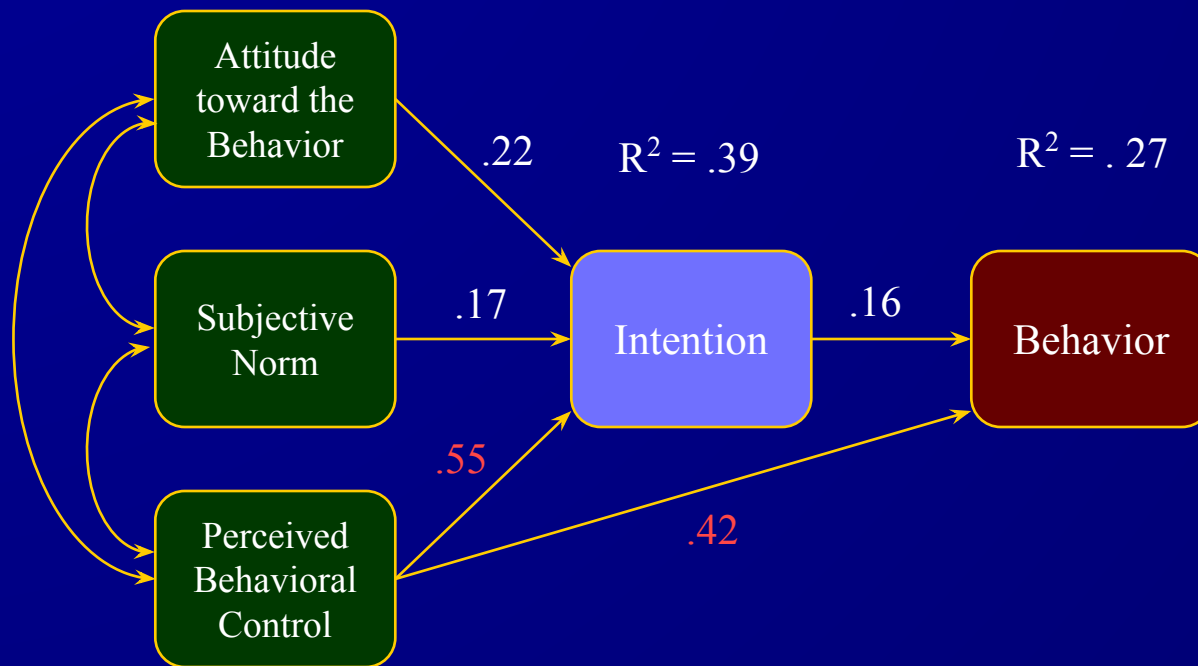 Attitude
toward the
Behavior
.22
R² = .39
R² = . 27
Subjective
Norm
.17
Intention
.16
Behavior
.55
.42
Perceived
Behavioral
Control